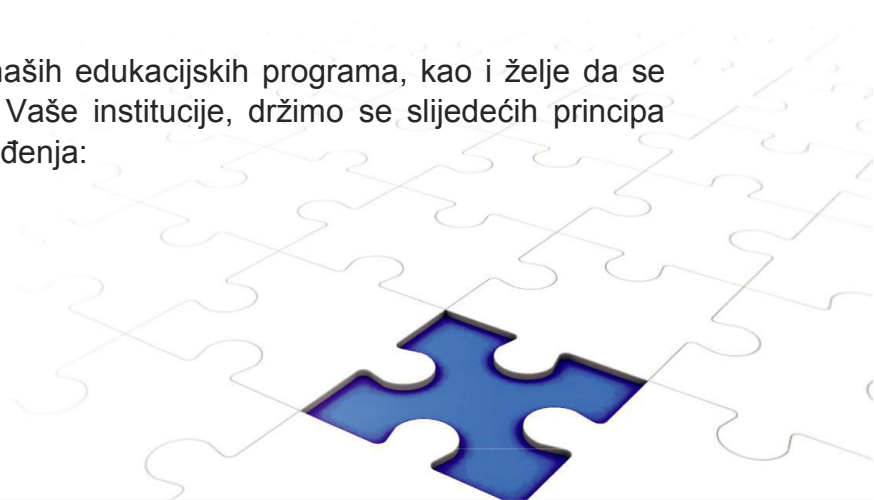 naših edukacijskih programa, kao i želje da se
Vaše institucije, držimo se slijedećih principa
đenja: